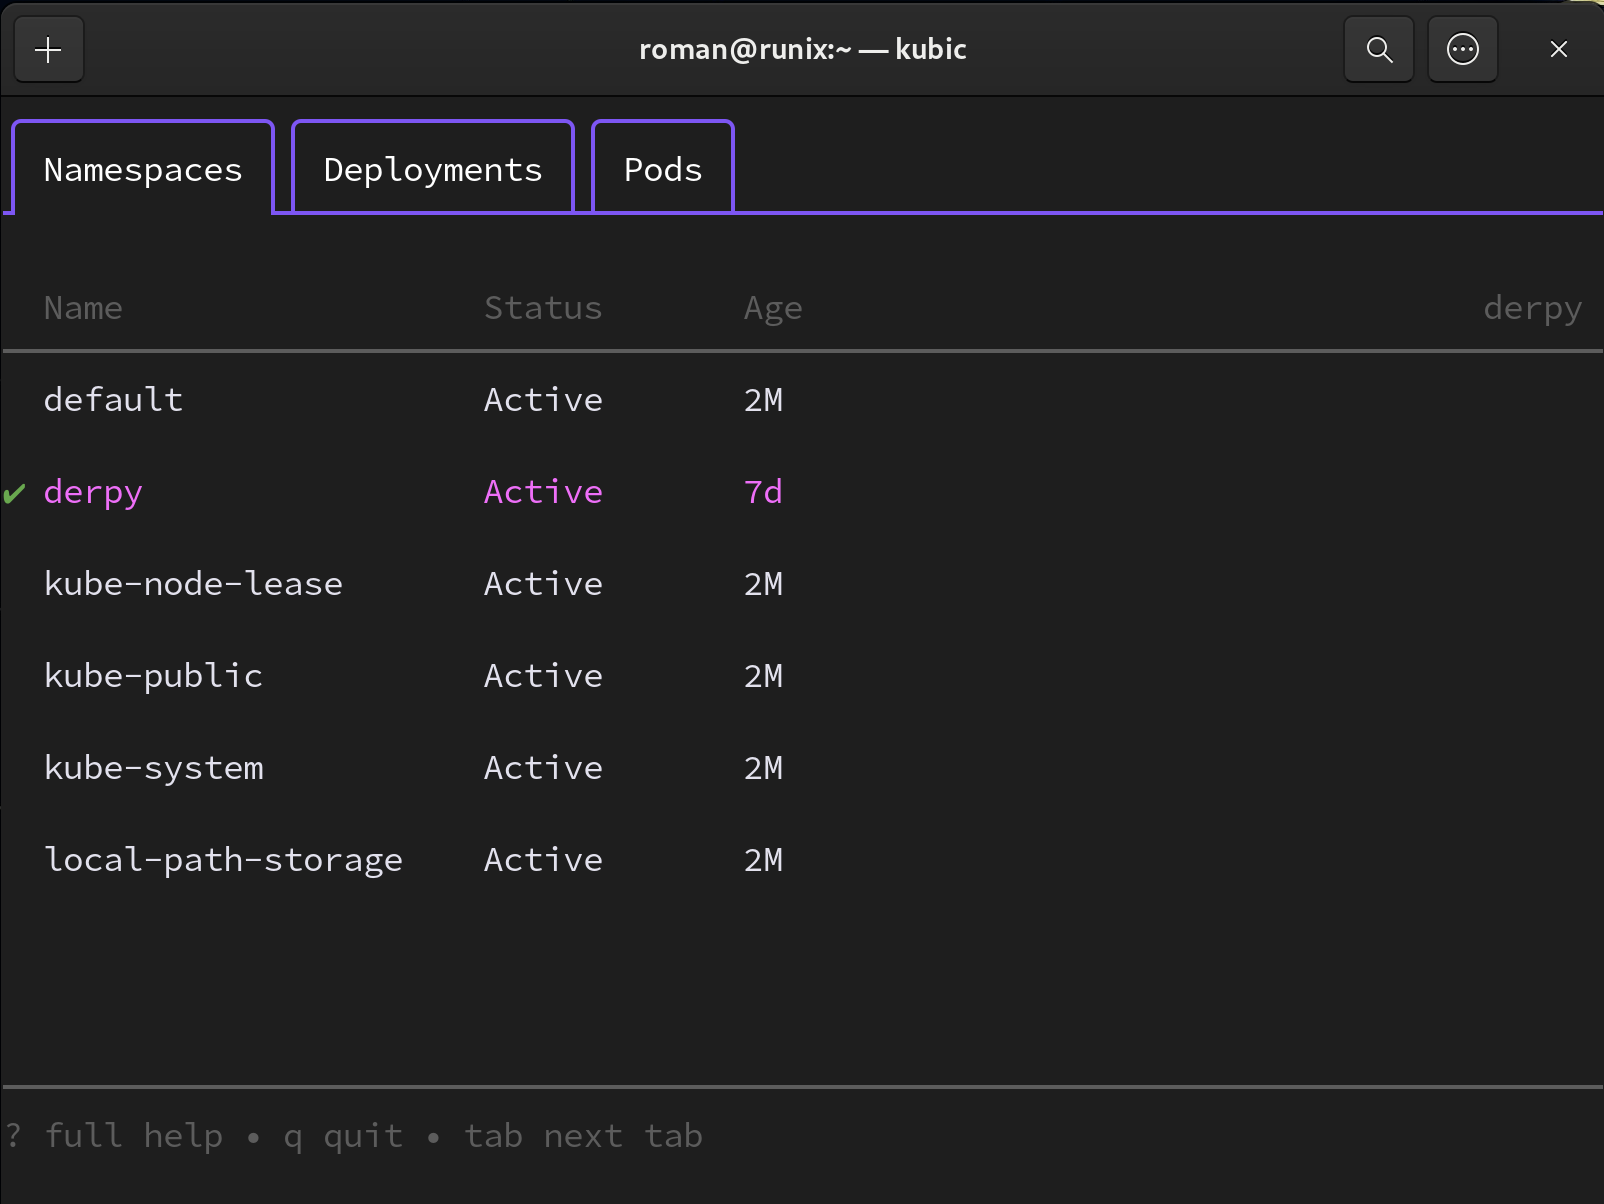 roman@runix:~ — kubic
Namespaces Deployments Pods
Name Status Age derpy
default Active 2M
✔ derpy Active 7d
kube-node-lease Active 2M
kube-public Active 2M
kube-system Active 2M
local-path-storage Active 2M
? full help • q quit • tab next tab